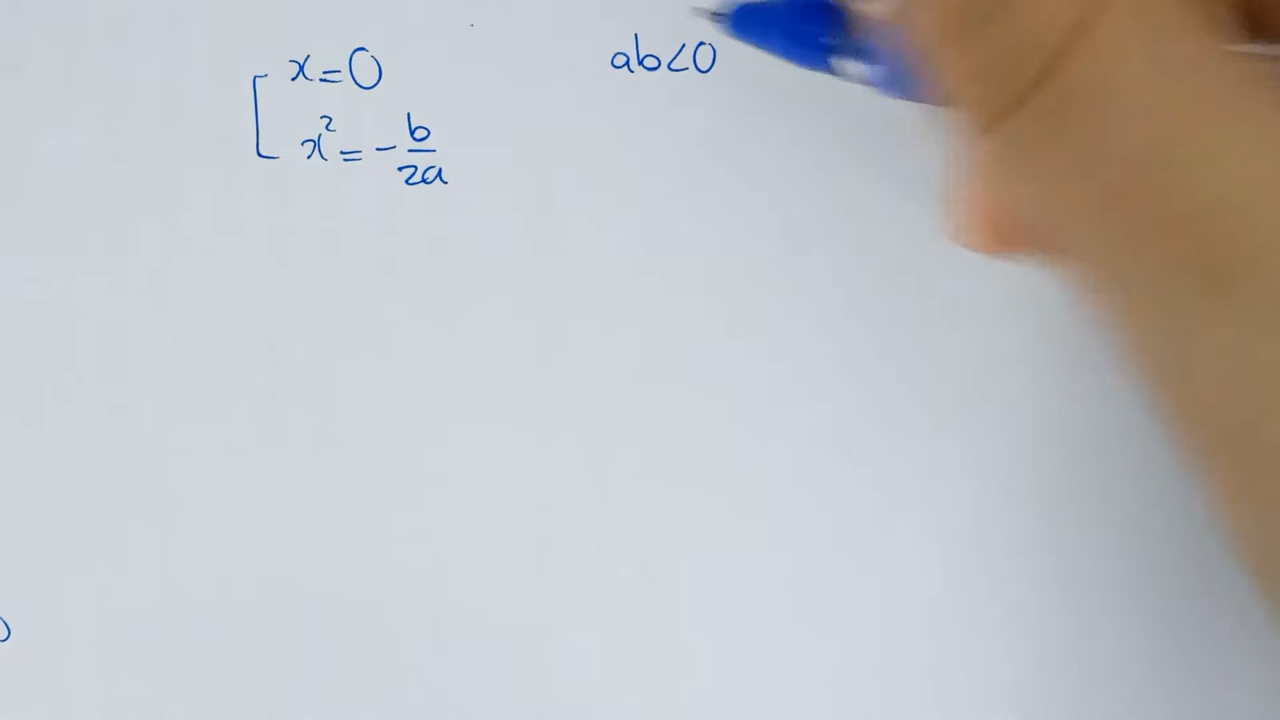 x=0
x² = -b/2a
ab<0